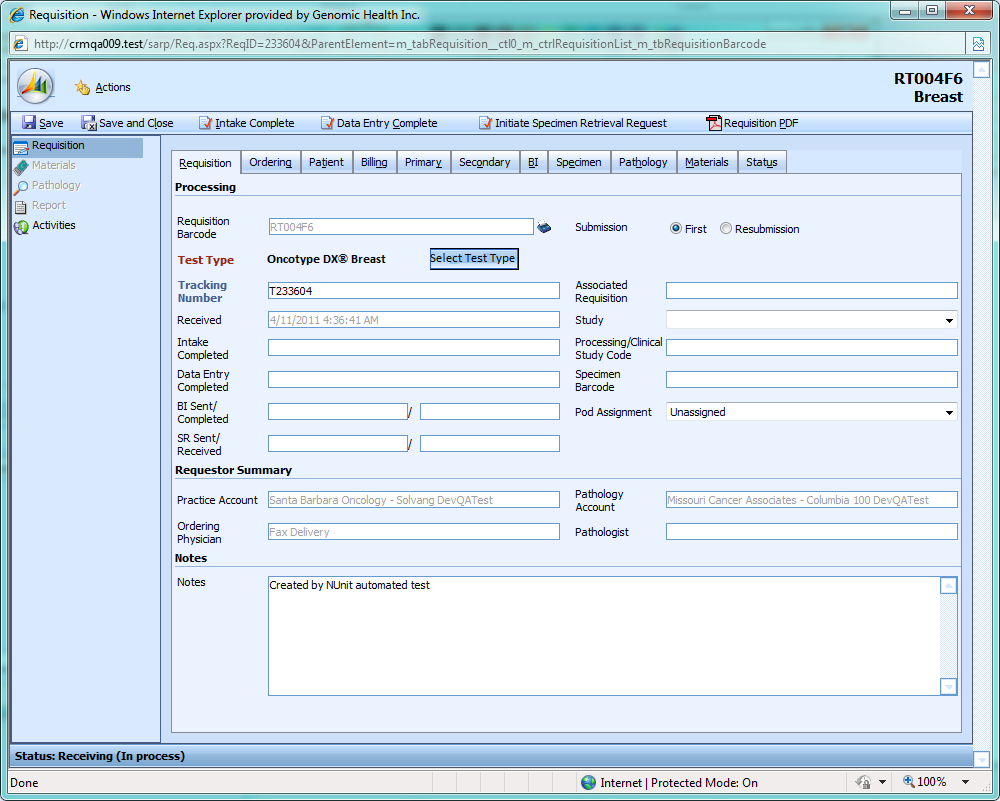 Requisition - Windows Internet Explorer provided by Genomic Health Inc.
http://crmqa009.test/sarp/Req.aspx?ReqID=233604&ParentElement=m_tabRequisition__ctl0_m_ctrlRequisitionList_m_tbRequisitionBarcode
Actions
RT004F6
Breast
Save Save and Close Intake Complete Data Entry Complete Initiate Specimen Retrieval Request Requisition PDF
Requisition
Materials
Pathology
Report
Activities
Requisition Ordering Patient Billing Primary Secondary BI Specimen Pathology Materials Status
Processing
Requisition Barcode RT004F6 Submission First Resubmission
Test Type Oncotype DX® Breast Select Test Type
Tracking Number T233604 Associated Requisition
Received 4/11/2011 4:36:41 AM Study
Intake Completed Processing/Clinical Study Code
Data Entry Completed Specimen Barcode
BI Sent/ Completed / Pod Assignment Unassigned
SR Sent/ Received /
Requestor Summary
Practice Account Santa Barbara Oncology - Solvang DevQATest Pathology Account Missouri Cancer Associates - Columbia 100 DevQATest
Ordering Physician Fax Delivery Pathologist
Notes
Notes Created by NUnit automated test
Status: Receiving (In process)
Done Internet | Protected Mode: On 100%